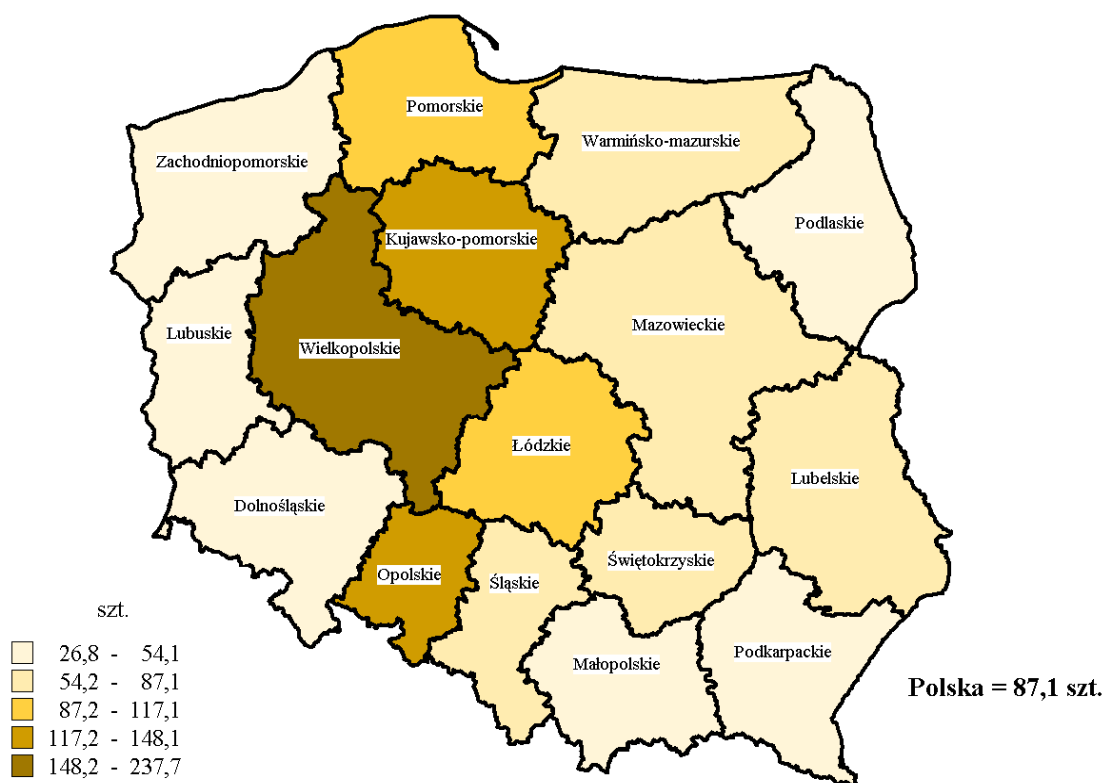 Pomorskie
Warmińsko-mazurskie
Zachodniopomorskie
Podlaskie
Kujawsko-pomorskie
Mazowieckie
Lubuskie
Wielkopolskie
Łódzkie
Lubelskie
Dolnośląskie
Świętokrzyskie
Opolskie
Śląskie
Małopolskie
Podkarpackie
szt.
26,8 - 54,1
54,2 - 87,1
87,2 - 117,1
117,2 - 148,1
148,2 - 237,7
Polska = 87,1 szt.